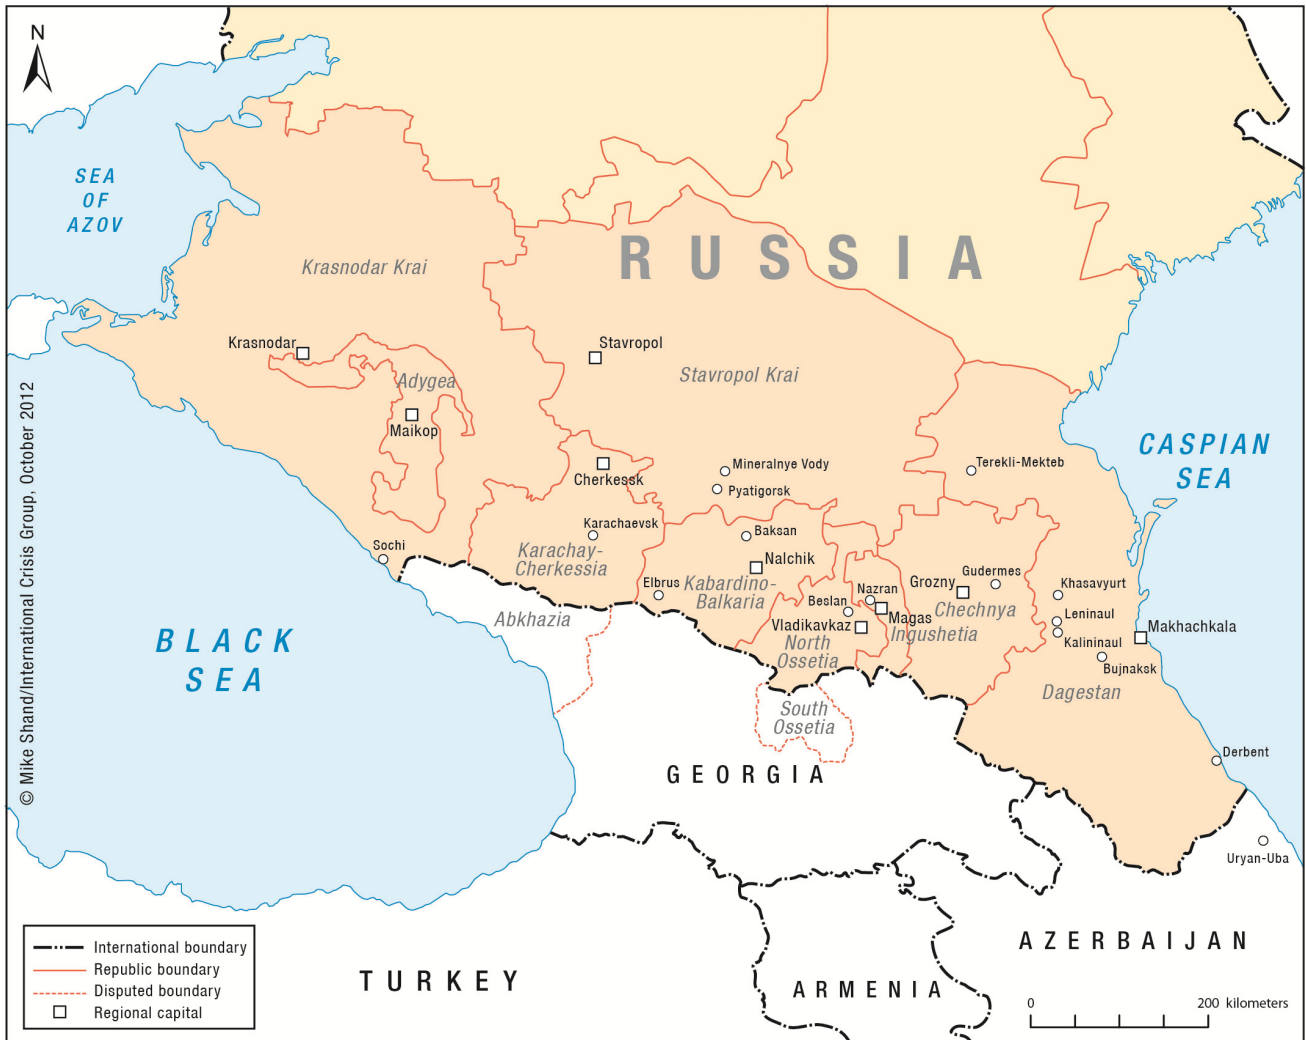 N
SEA
OF
AZOV
RUSSIA
Krasnodar Krai
Krasnodar
Stavropol
Adygea
Stavropol Krai
Maikop
CASPIAN
SEA
Mineralnye Vody
Terekli-Mekteb
Cherkessk
Pyatigorsk
Karachaevsk
Baksan
Sochi
Karachay-
Cherkessia
Nalchik
Elbrus
Kabardino-
Balkaria
Nazran
Grozny
Gudermes
Khasavyurt
Beslan
Magas
Chechnya
Leninaul
Abkhazia
Vladikavkaz
Ingushetia
Makhachkala
Kalininaul
North
Ossetia
Bujnaksk
BLACK
SEA
Dagestan
South
Ossetia
Derbent
GEORGIA
Uryan-Uba
© Mike Shand/International Crisis Group, October 2012
AZERBAIJAN
TURKEY
ARMENIA
International boundary
Republic boundary
Disputed boundary
Regional capital
0 200 kilometers